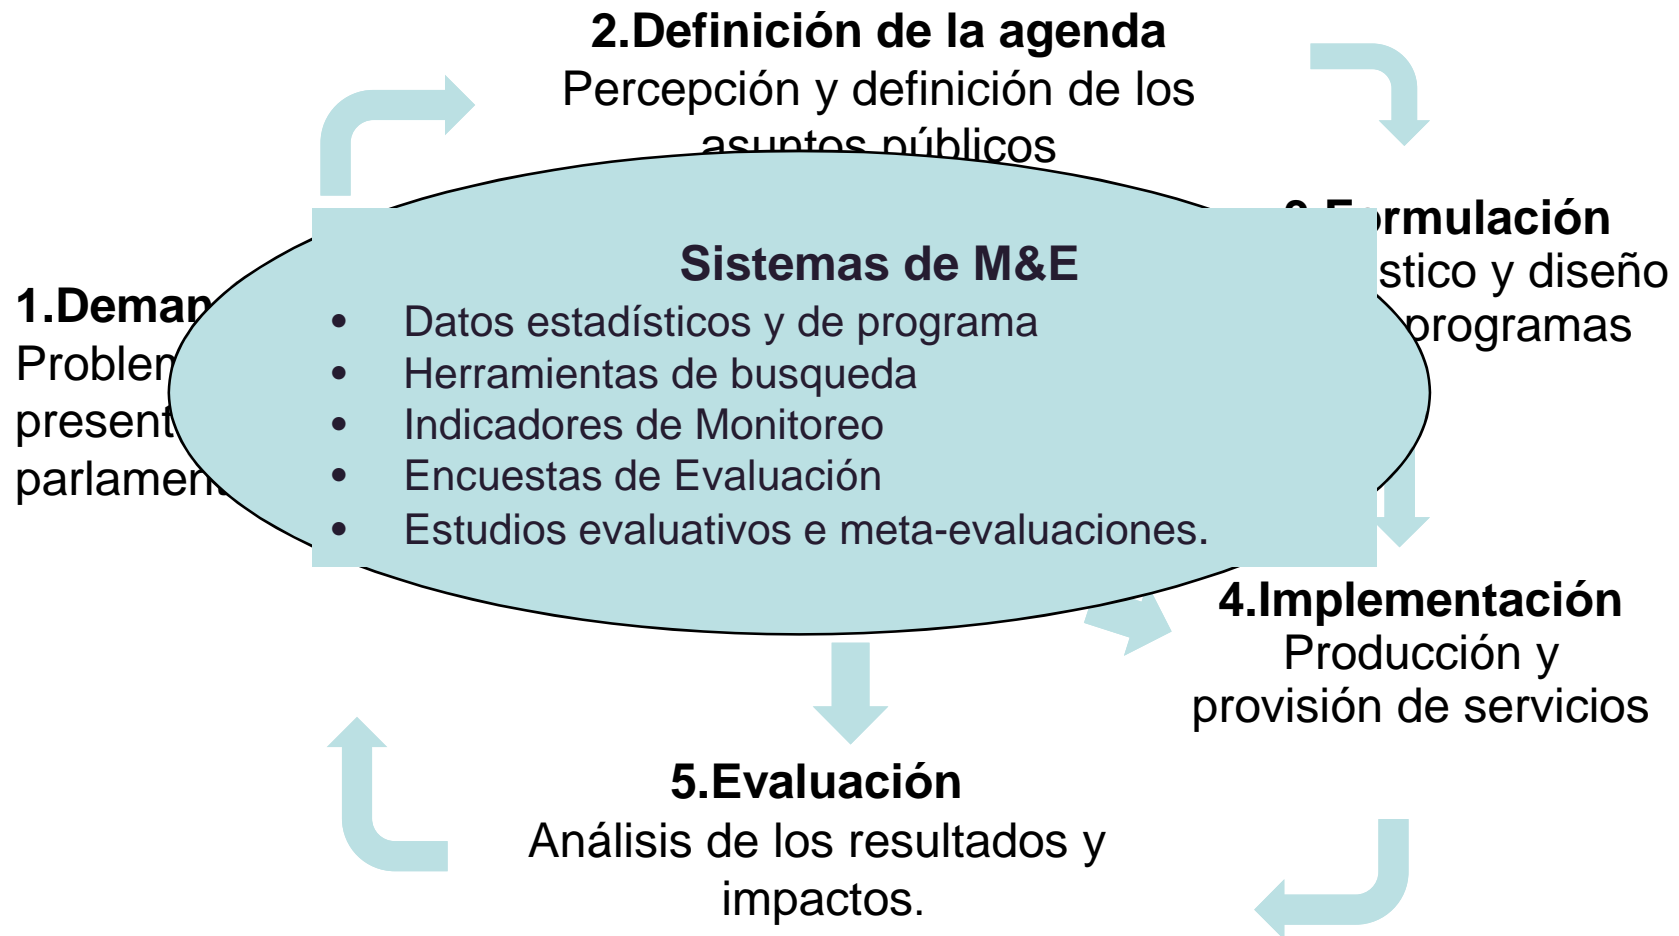 2.Definición de la agenda
Percepción y definición de los
asuntos públicos
rmulación
stico y diseño
programas
1.Deman
Problem
present
parlament
Sistemas de M&E
• Datos estadísticos y de programa
• Herramientas de busqueda
• Indicadores de Monitoreo
• Encuestas de Evaluación
• Estudios evaluativos e meta-evaluaciones.
4.Implementación
Producción y
provisión de servicios
5.Evaluación
Análisis de los resultados y
impactos.